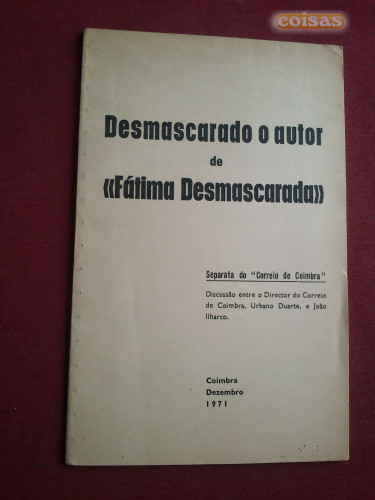 coisas
Desmascarado o autor
de
«Fátima Desmascarada»
Separata do "Correio de Coimbra"
Discussão entre o Director do Correio
de Coimbra, Urbano Duarte, e João
Ilharco.
Coimbra
Dezembro
1971